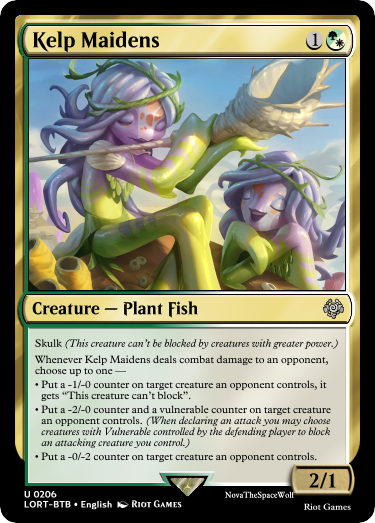 Kelp Maidens
1
Creature — Plant Fish
Skulk (This creature can't be blocked by creatures with greater power.)
Whenever Kelp Maidens deals combat damage to an opponent,
choose up to one —
• Put a -1/-0 counter on target creature an opponent controls, it
gets “This creature can't block”.
• Put a -2/-0 counter and a vulnerable counter on target creature
an opponent controls. (When declaring an attack you may choose
creatures with Vulnerable controlled by the defending player to block
an attacking creature you control.)
• Put a -0/-2 counter on target creature an opponent controls.
2/1
U 0206
LORT-BTB • English RIOT GAMES
NovaTheSpaceWolf
Riot Games